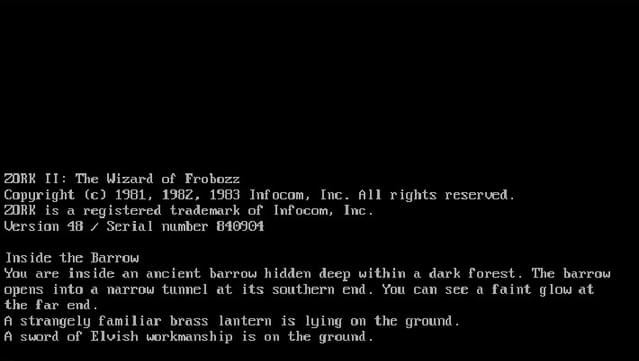 ZORK II: The Wizard of Frobozz
Copyright (c) 1981, 1982, 1983 Infocom, Inc. All rights reserved.
ZORK is a registered trademark of Infocom, Inc.
Version 48 / Serial number 840904
Inside the Barrow
You are inside an ancient barrow hidden deep within a dark forest. The barrow
opens into a narrow tunnel at its southern end. You can see a faint glow at
the far end.
A strangely familiar brass lantern is lying on the ground.
A sword of Elvish workmanship is on the ground.